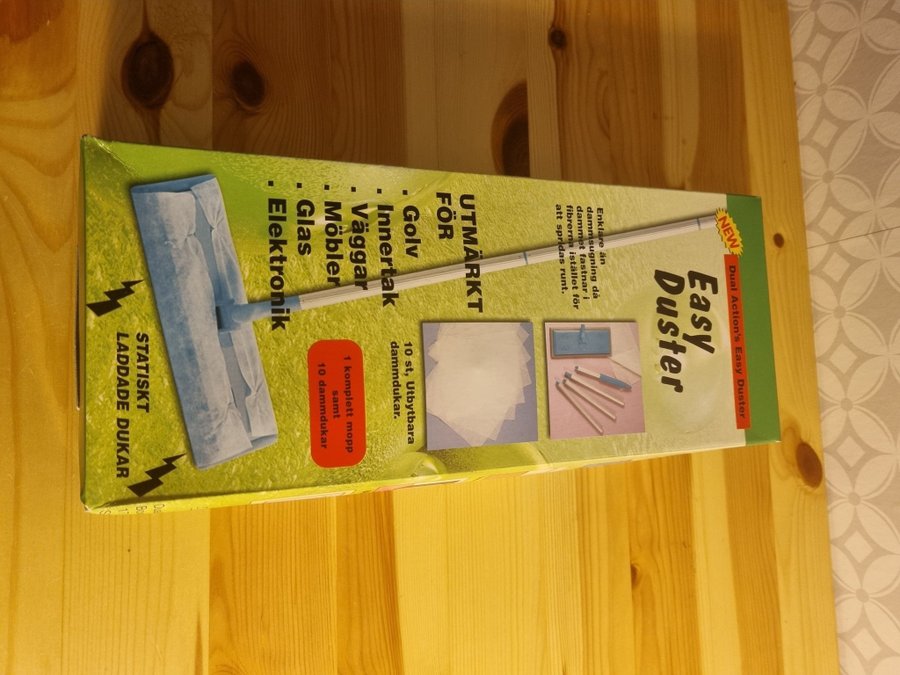 NEW
Dual Action's Easy Duster
Easy
Duster
Enklare än
dammsugning då
dammet fastnar i
fibrerna istället för
att spridas runt.
UTMÄRKT
FÖR
· Golv
· Innertak
· Väggar
· Möbler
· Glas
· Elektronik
10 st, Utbytbara
dammdukar.
1 komplett mopp
samt
10 dammdukar
STATISKT
LADDADE DUKAR